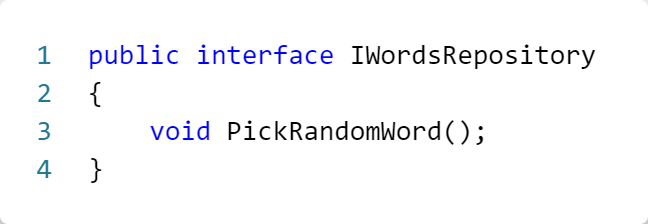 1 public interface IWordsRepository
2 {
3     void PickRandomWord();
4 }